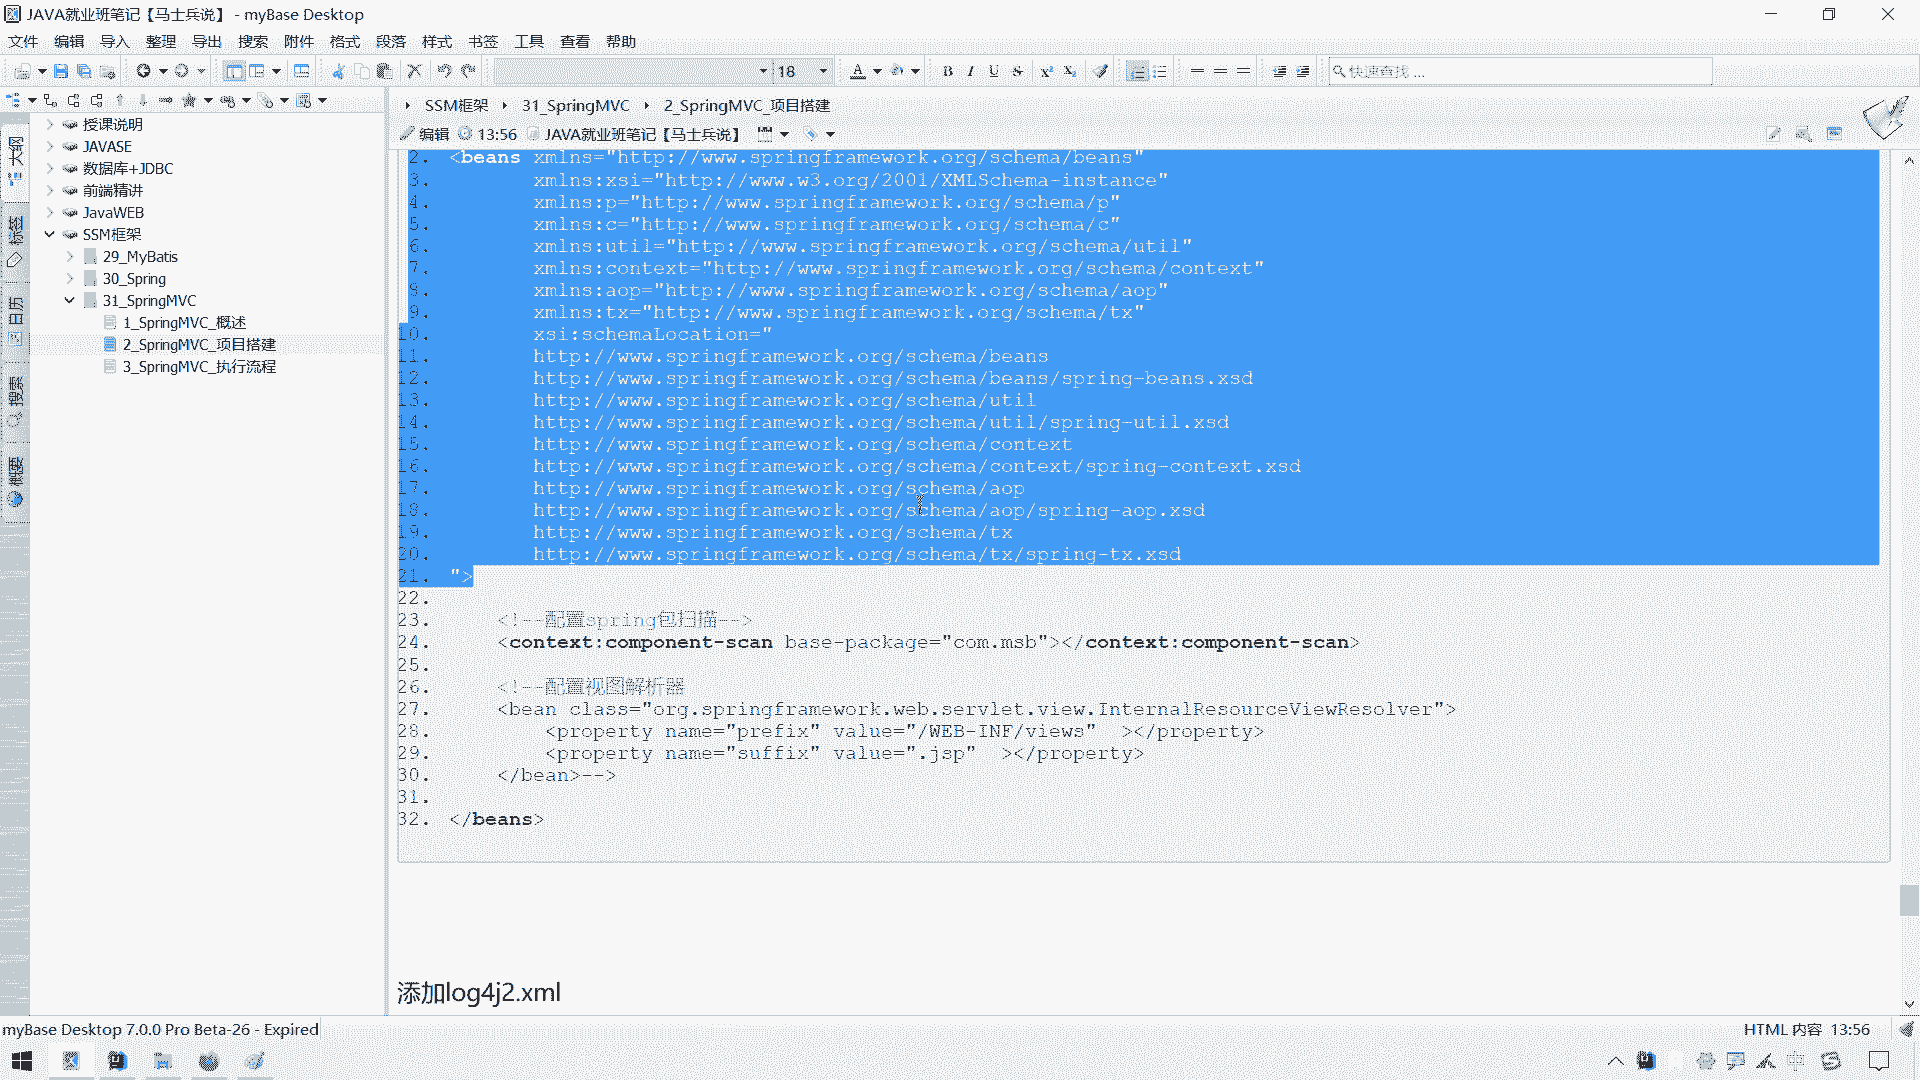 JAVA就业班笔记【马士兵说】 - myBase Desktop
文件 编辑 导入 整理 导出 搜索 附件 格式 段落 样式 书签 工具 查看 帮助
18
快速查找 ...
SSM框架 31_SpringMVC 2_SpringMVC_项目搭建
编辑 13:56 JAVA就业班笔记【马士兵说】
大纲
标签
日历
搜索
概要
授课说明
JAVASE
数据库+JDBC
前端精讲
JavaWEB
SSM框架
29_MyBatis
30_Spring
31_SpringMVC
1_SpringMVC_概述
2_SpringMVC_项目搭建
3_SpringMVC_执行流程
2. <beans xmlns="http://www.springframework.org/schema/beans"
3. xmlns:xsi="http://www.w3.org/2001/XMLSchema-instance"
4. xmlns:p="http://www.springframework.org/schema/p"
5. xmlns:c="http://www.springframework.org/schema/c"
6. xmlns:util="http://www.springframework.org/schema/util"
7. xmlns:context="http://www.springframework.org/schema/context"
xmlns:aop="http://www.springframework.org/schema/aop"
9. xmlns:tx="http://www.springframework.org/schema/tx"
10. xsi:schemaLocation="
11. http://www.springframework.org/schema/beans
12. http://www.springframework.org/schema/beans/spring-beans.xsd
13. http://www.springframework.org/schema/util
14. http://www.springframework.org/schema/util/spring-util.xsd
15. http://www.springframework.org/schema/context
16. http://www.springframework.org/schema/context/spring-context.xsd
17. http://www.springframework.org/schema/aop
18. http://www.springframework.org/schema/aop/spring-aop.xsd
19. http://www.springframework.org/schema/tx
20. http://www.springframework.org/schema/tx/spring-tx.xsd
21. ">
22.
23. <!--配置spring包扫描-->
24. <context:component-scan base-package="com.msb"></context:component-scan>
25.
26. <!--配置视图解析器
27. <bean class="org.springframework.web.servlet.view.InternalResourceViewResolver">
28. <property name="prefix" value="/WEB-INF/views" ></property>
29. <property name="suffix" value=".jsp" ></property>
30. </bean>-->
31.
32. </beans>
添加log4j2.xml
myBase Desktop 7.0.0 Pro Beta-26 - Expired
HTML 内容 13:56
中